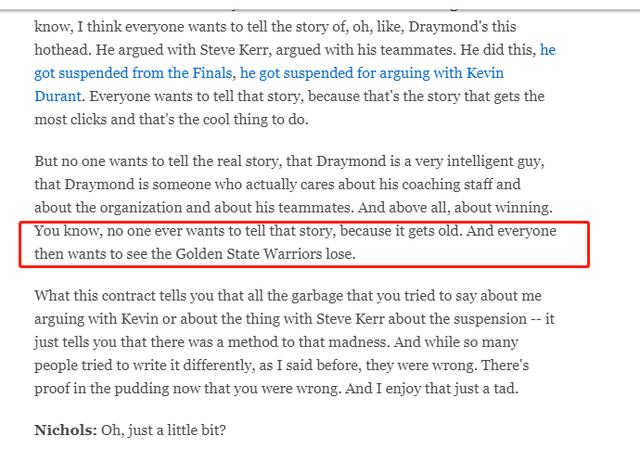 know, I think everyone wants to tell the story of, oh, like, Draymond's this
hothead. He argued with Steve Kerr, argued with his teammates. He did this, he
got suspended from the Finals, he got suspended for arguing with Kevin
Durant. Everyone wants to tell that story, because that's the story that gets the
most clicks and that's the cool thing to do.
But no one wants to tell the real story, that Draymond is a very intelligent guy,
that Draymond is someone who actually cares about his coaching staff and
about the organization and about his teammates. And above all, about winning.
You know, no one ever wants to tell that story, because it gets old. And everyone
then wants to see the Golden State Warriors lose.
What this contract tells you that all the garbage that you tried to say about me
arguing with Kevin or about the thing with Steve Kerr about the suspension -- it
just tells you that there was a method to that madness. And while so many
people tried to write it differently, as I said before, they were wrong. There's
proof in the pudding now that you were wrong. And I enjoy that just a tad.
Nichols: Oh, just a little bit?